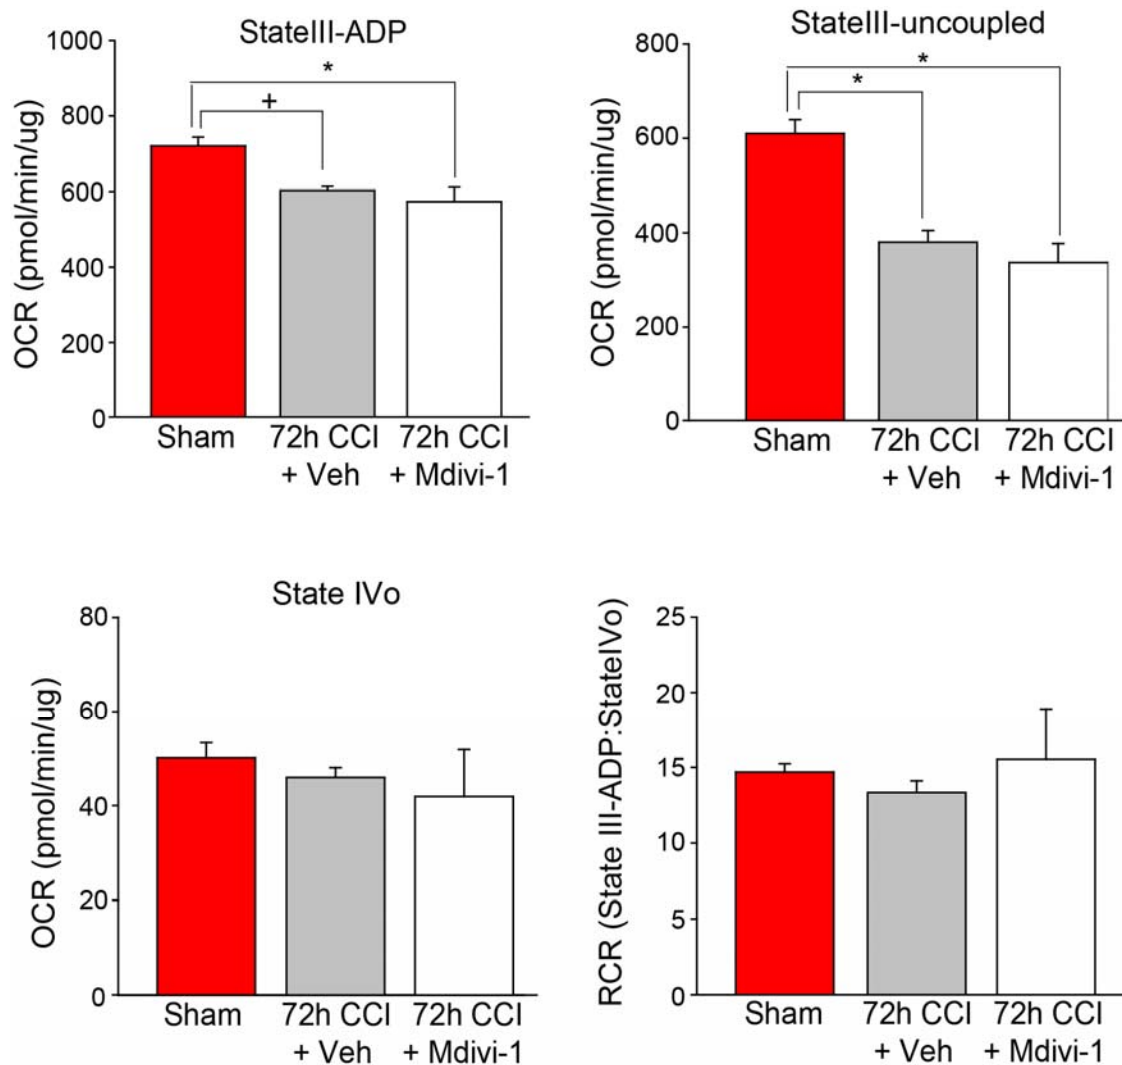 StateIII-ADP
OCR (pmol/min/ug)
1000
800
600
400
200
0
*
+
Sham
72h CCI
+ Veh
72h CCI
+ Mdivi-1
StateIII-uncoupled
OCR (pmol/min/ug)
800
600
400
200
0
*
*
Sham
72h CCI
+ Veh
72h CCI
+ Mdivi-1
State IVo
OCR (pmol/min/ug)
80
60
40
20
0
Sham
72h CCI
+ Veh
72h CCI
+ Mdivi-1
RCR (State III-ADP:StateIVo)
25
20
15
10
5
0
Sham
72h CCI
+ Veh
72h CCI
+ Mdivi-1